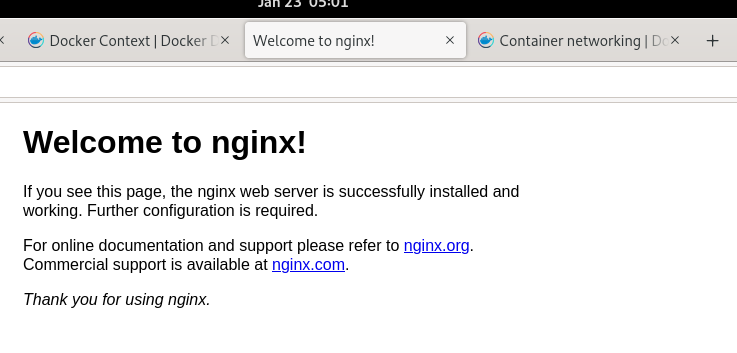 Jan 23 05:01
Docker Context | Docker
Welcome to nginx!
Container networking |
Welcome to nginx!
If you see this page, the nginx web server is successfully installed and
working. Further configuration is required.
For online documentation and support please refer to nginx.org.
Commercial support is available at nginx.com.
Thank you for using nginx.